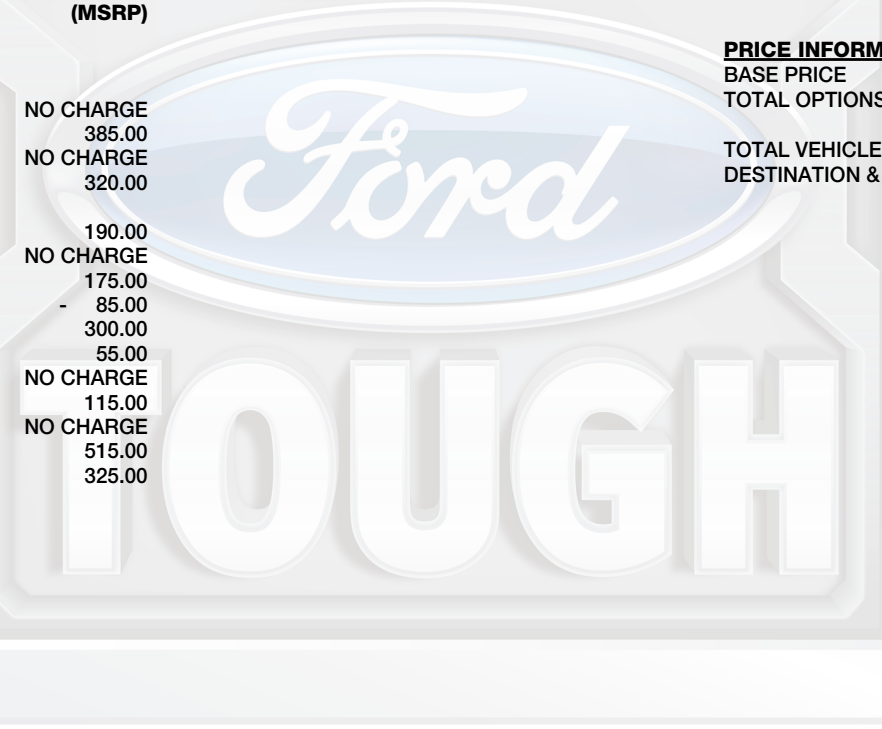 (MSRP)
NO CHARGE
385.00
NO CHARGE
320.00
190.00
NO CHARGE
175.00
- 85.00
300.00
55.00
NO CHARGE
115.00
NO CHARGE
515.00
325.00
PRICE INFORM
BASE PRICE
TOTAL OPTIONS
TOTAL VEHICLE
DESTINATION &
Ford
TOUGH